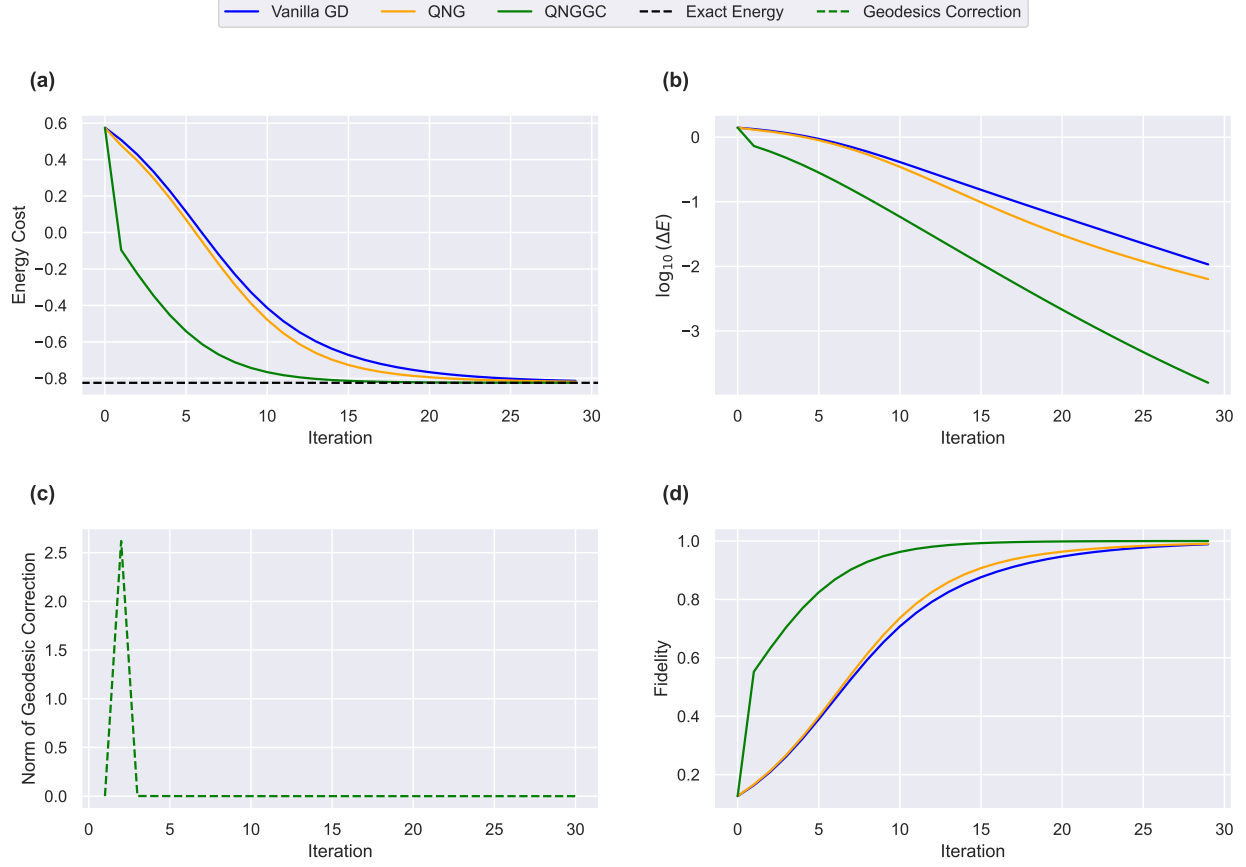 Vanilla GD QNG QNGGC Exact Energy Geodesics Correction
(a)
0.6
0.4
0.2
0.0
−0.2
−0.4
−0.6
−0.8
Energy Cost
0 5 10 15 20 25 30
Iteration
(b)
0
−1
−2
−3
log₁₀(ΔE)
0 5 10 15 20 25 30
Iteration
(c)
2.5
2.0
1.5
1.0
0.5
0.0
Norm of Geodesic Correction
0 5 10 15 20 25 30
Iteration
(d)
1.0
0.8
0.6
0.4
0.2
Fidelity
0 5 10 15 20 25 30
Iteration